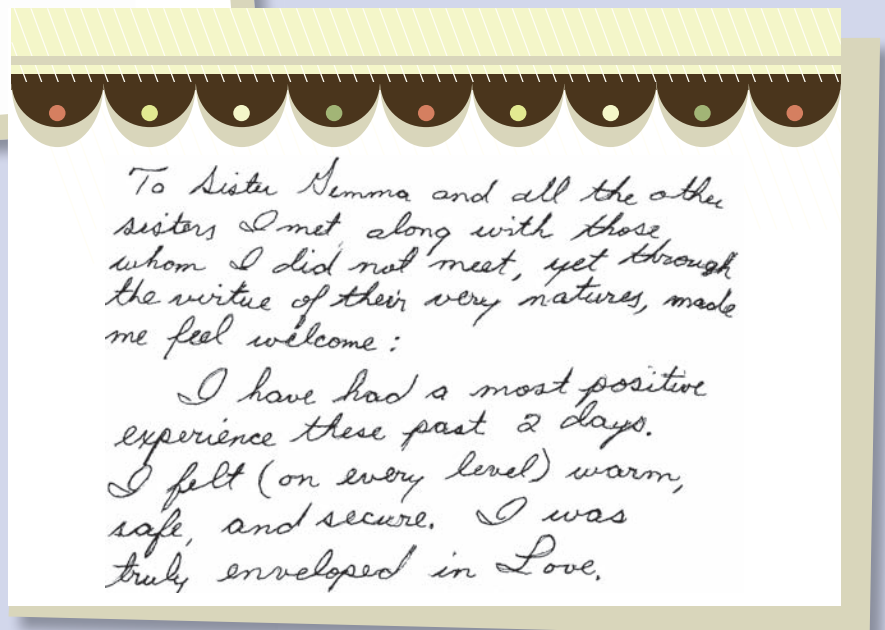 To Sister Gemma and all the other
sisters I met along with those
whom I did not meet, yet through
the virtue of their very natures, made
me feel welcome:
I have had a most positive
experience these past 2 days.
I felt (on every level) warm,
safe, and secure. I was
truly enveloped in Love.